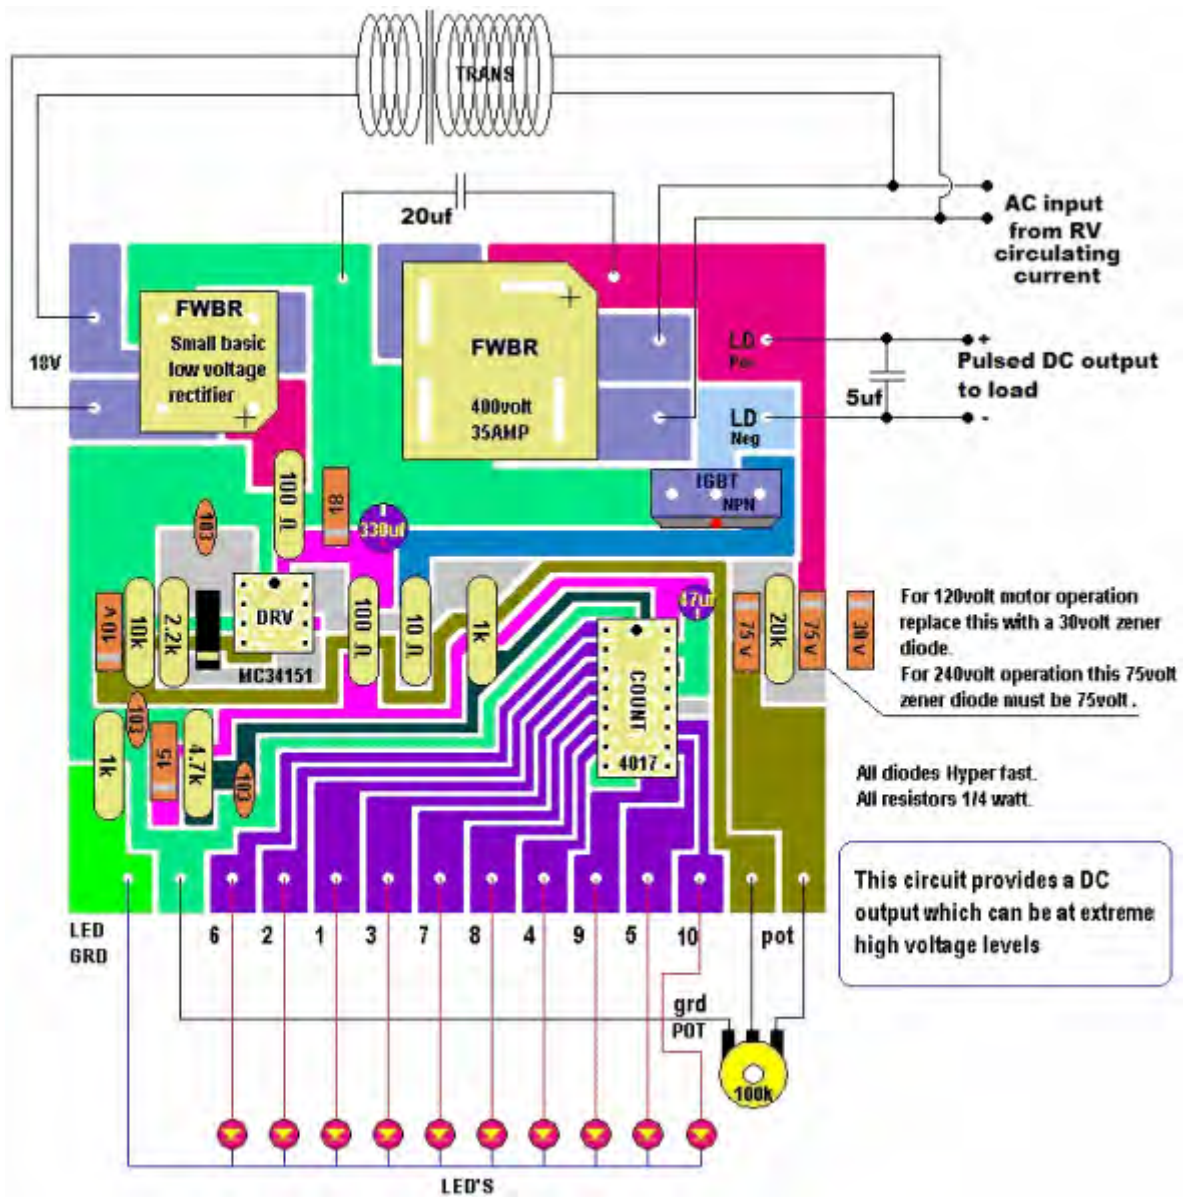 TRANS
20uf
AC input
from RV
circulating
current
FWBR
Small basic
low voltage
rectifier
18V
FWBR
400volt
35AMP
LD
Pos
LD
Neg
5uf
+
Pulsed DC output
to load
-
IGBT
NPN
100 Ω
18
330uf
103
10k
2.2k
DRV
MC34151
100 Ω
10 Ω
1k
47uf
75 v
20k
75 v
30v
For 120volt motor operation
replace this with a 30volt zener
diode.
For 240volt operation this 75volt
zener diode must be 75volt .
COUNT
4017
103
1k
15
4.7k
103
All diodes Hyper fast.
All resistors 1/4 watt.
This circuit provides a DC
output which can be at extreme
high voltage levels
LED
GRD
6 2 1 3 7 8 4 9 5 10 pot
grd
POT
100k
LED'S